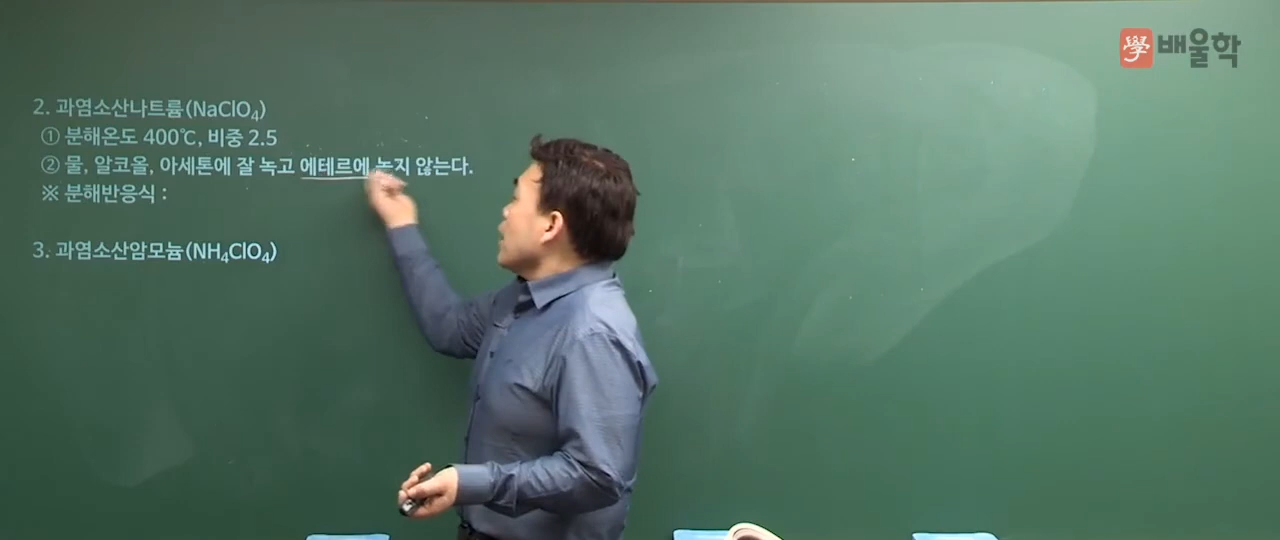 學 배울학
2. 과염소산나트륨(NaClO₄)
① 분해온도 400℃, 비중 2.5
② 물, 알코올, 아세톤에 잘 녹고 에테르에 녹지 않는다.
※ 분해반응식 :
3. 과염소산암모늄(NH₄ClO₄)